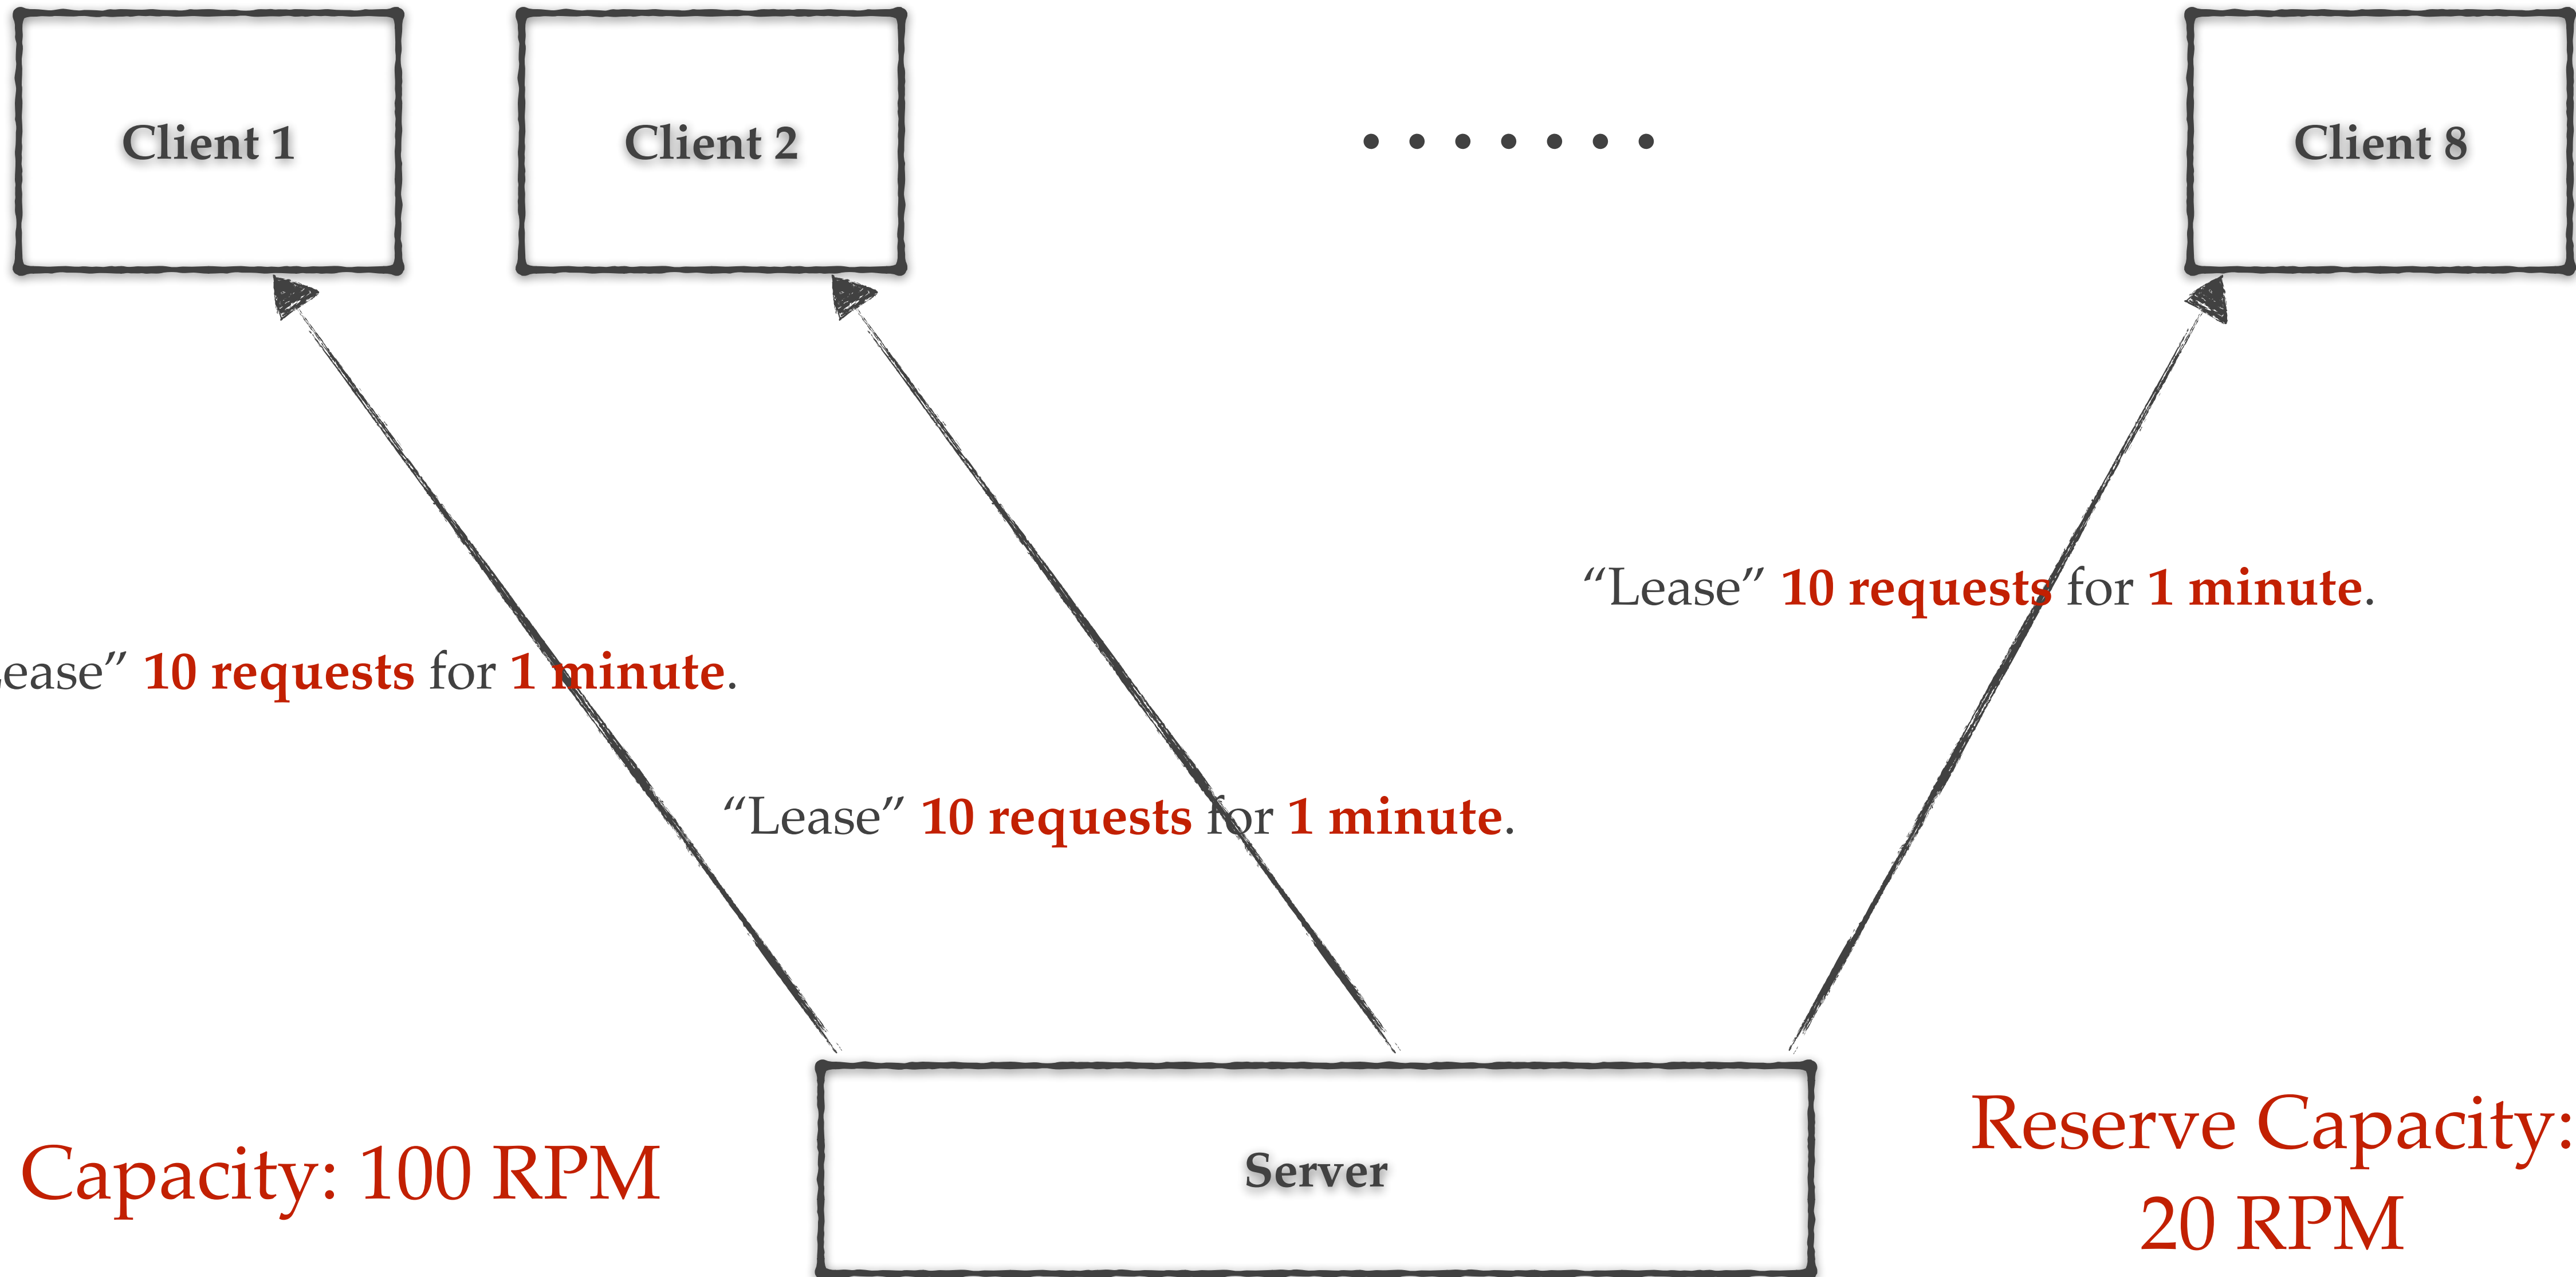 Client 1
Client 2
.......
Client 8
“Lease” 10 requests for 1 minute.
ease” 10 requests for 1 minute.
“Lease” 10 requests for 1 minute.
Capacity: 100 RPM
Server
Reserve Capacity:
20 RPM